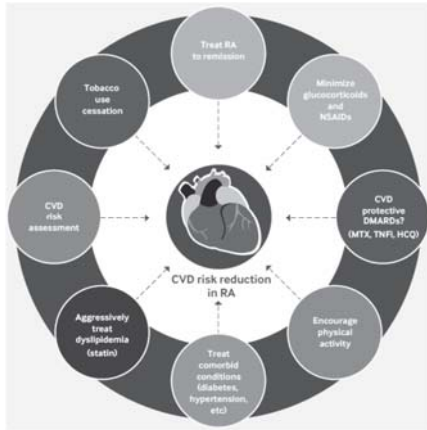 Treat RA
to remission
Minimize
glucocorticoids
and
NSAIDs
CVD
protective
DMARDs?
(MTX, TNFi, HCQ)
Encourage
physical
activity
Treat
comorbid
conditions
(diabetes,
hypertension,
etc)
Aggressively
treat
dyslipidemia
(statin)
CVD
risk
assessment
Tobacco
use
cessation
CVD risk reduction
in RA